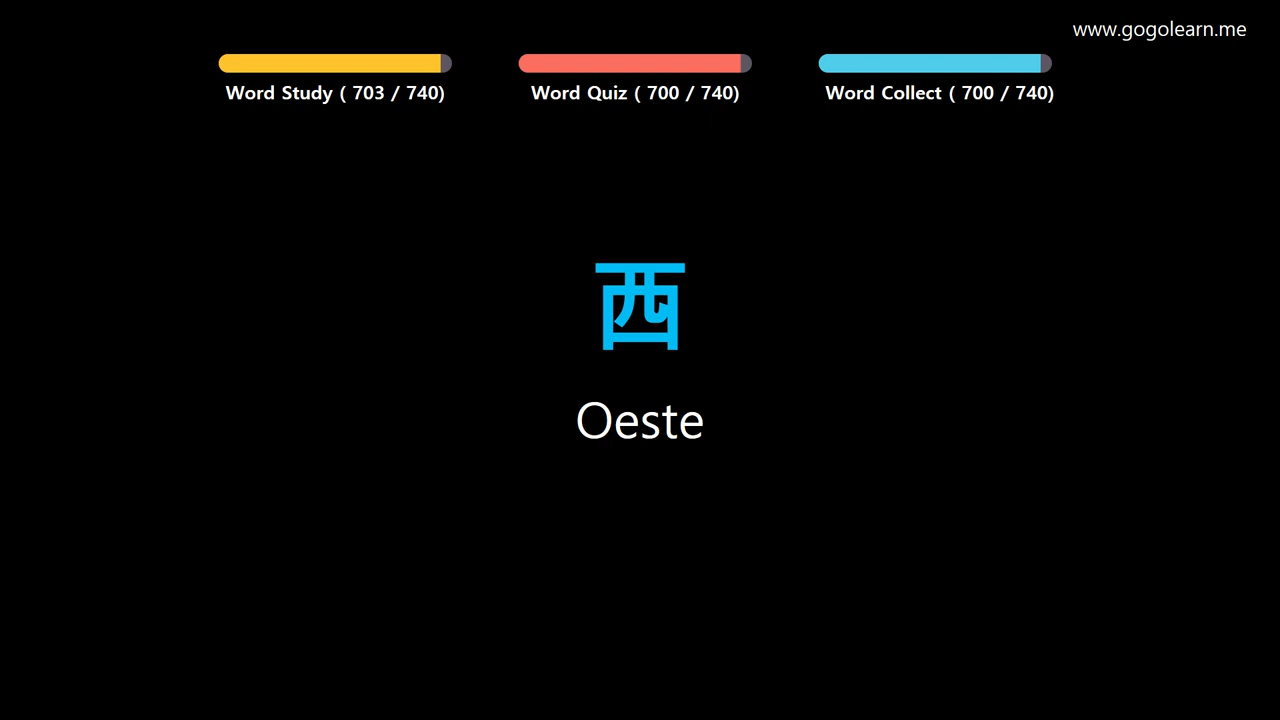 www.gogolearn.me
Word Study ( 703 / 740)
Word Quiz ( 700 / 740)
Word Collect ( 700 / 740)
西
Oeste